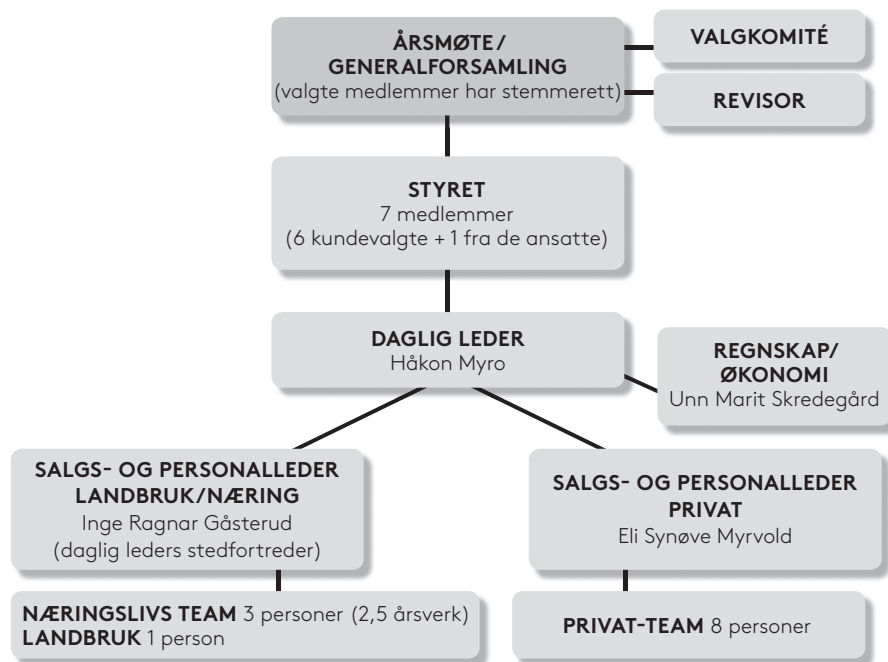 ÅRSMØTE/
GENERALFORSAMLING
(valgte medlemmer har stemmerett)
VALGKOMITÉ
REVISOR
STYRET
7 medlemmer
(6 kundevalgte + 1 fra de ansatte)
DAGLIG LEDER
Håkon Myro
REGNSKAP/
ØKONOMI
Unn Marit Skredegård
SALGS- OG PERSONALLEDER
LANDBRUK/NÆRING
Inge Ragnar Gåsterud
(daglig leders stedfortreder)
SALGS- OG PERSONALLEDER
PRIVAT
Eli Synøve Myrvold
NÆRINGSLIVS TEAM 3 personer (2,5 årsverk)
LANDBRUK 1 person
PRIVAT-TEAM 8 personer